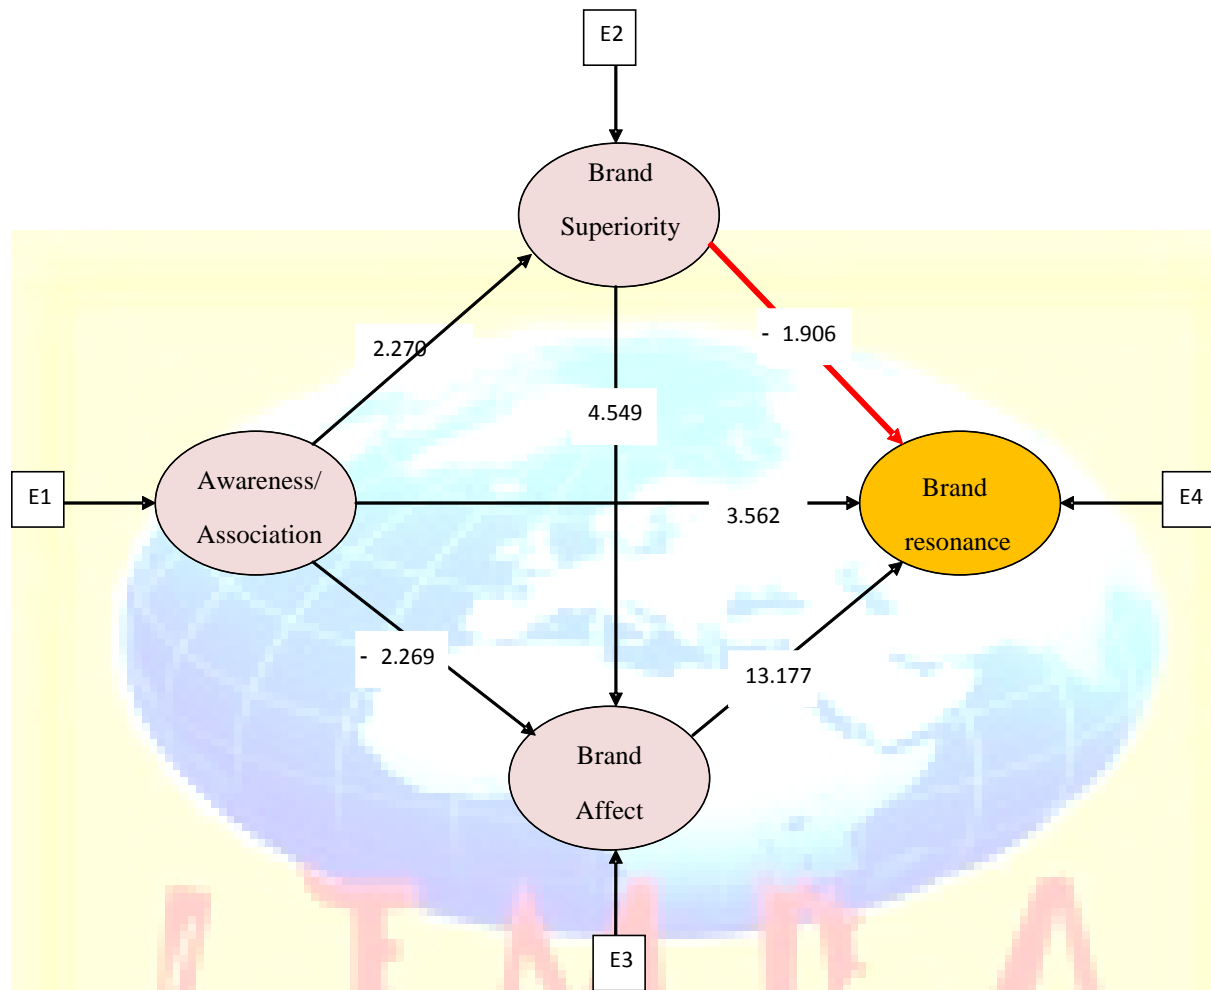 E2
Brand
Superiority
2.270
- 1.906
4.549
Awareness/
Association
E1
3.562
Brand
resonance
E4
- 2.269
13.177
Brand
Affect
E3